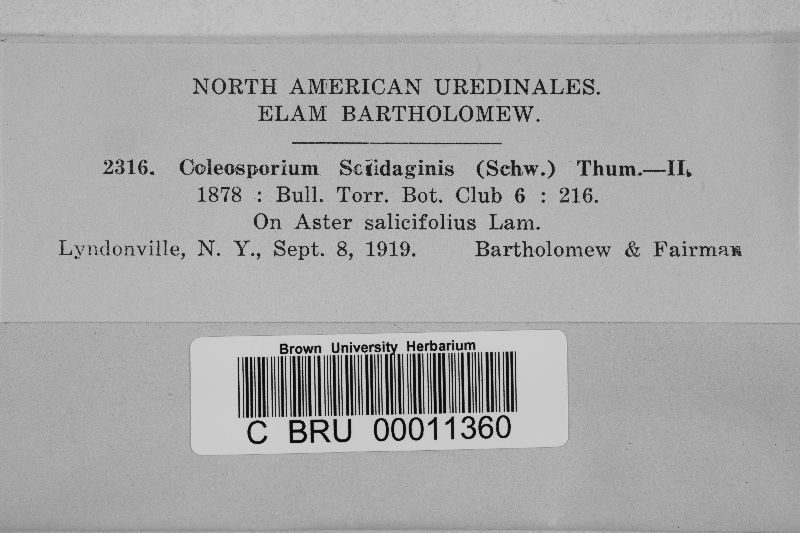 NORTH AMERICAN UREDINALES.
ELAM BARTHOLOMEW.
2316. Coleosporium Solidaginis (Schw.) Thum.—II.
1878 : Bull. Torr. Bot. Club 6 : 216.
On Aster salicifolius Lam.
Lyndonville, N. Y., Sept. 8, 1919. Bartholomew & Fairman
Brown University Herbarium
C BRU 00011360